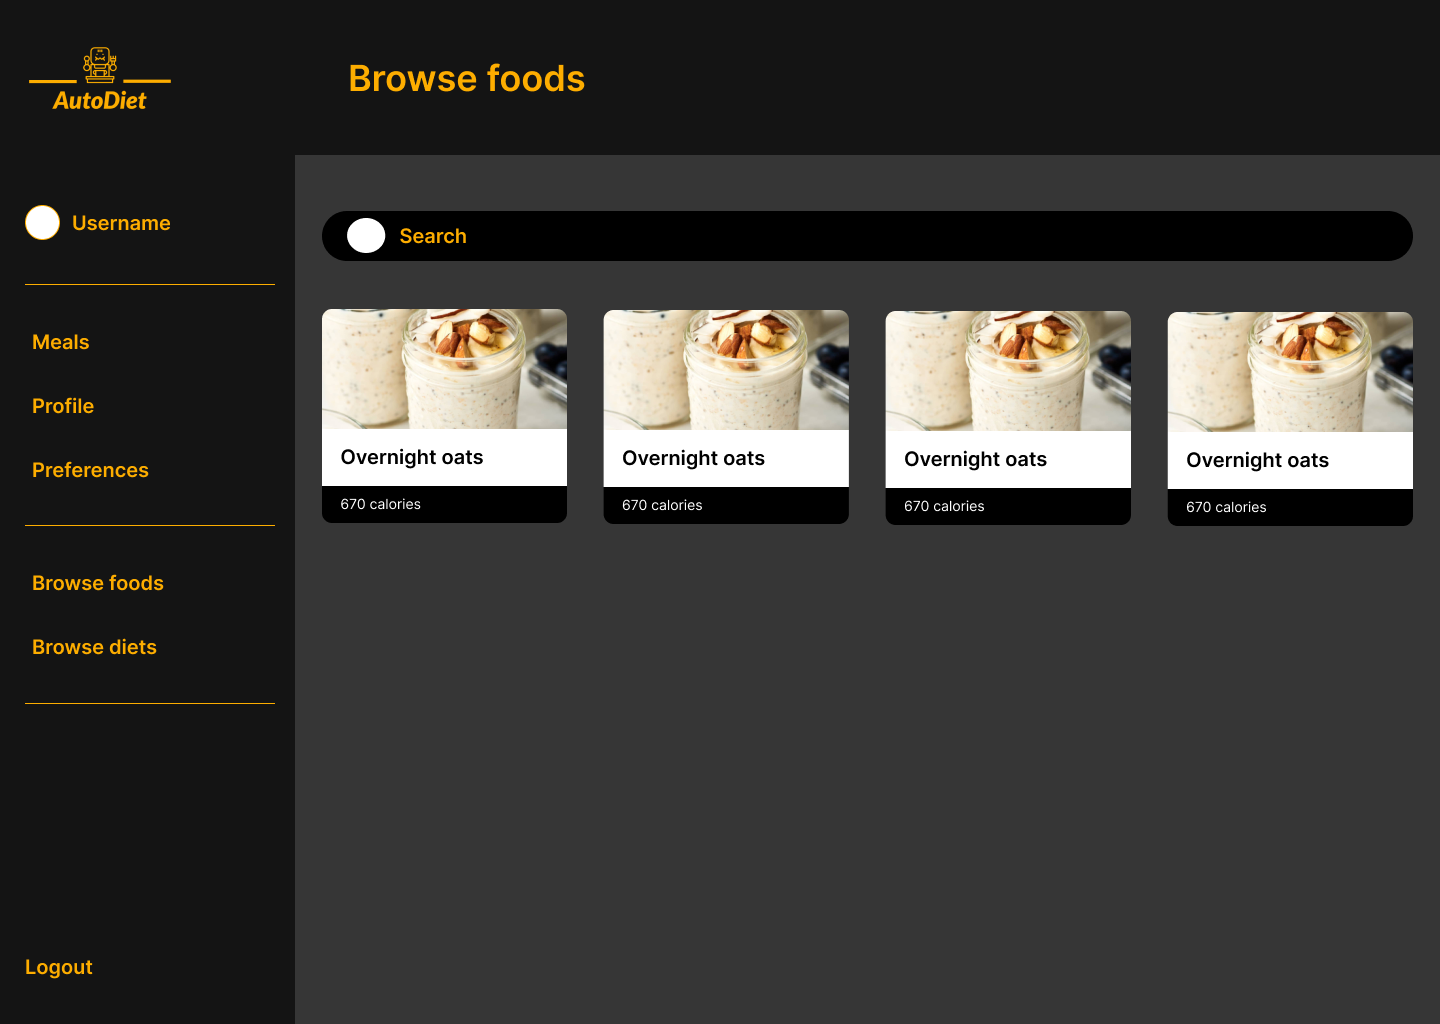 AutoDiet
Browse foods
Username
Meals
Profile
Preferences
Browse foods
Browse diets
Logout
Search
Overnight oats
670 calories
Overnight oats
670 calories
Overnight oats
670 calories
Overnight oats
670 calories